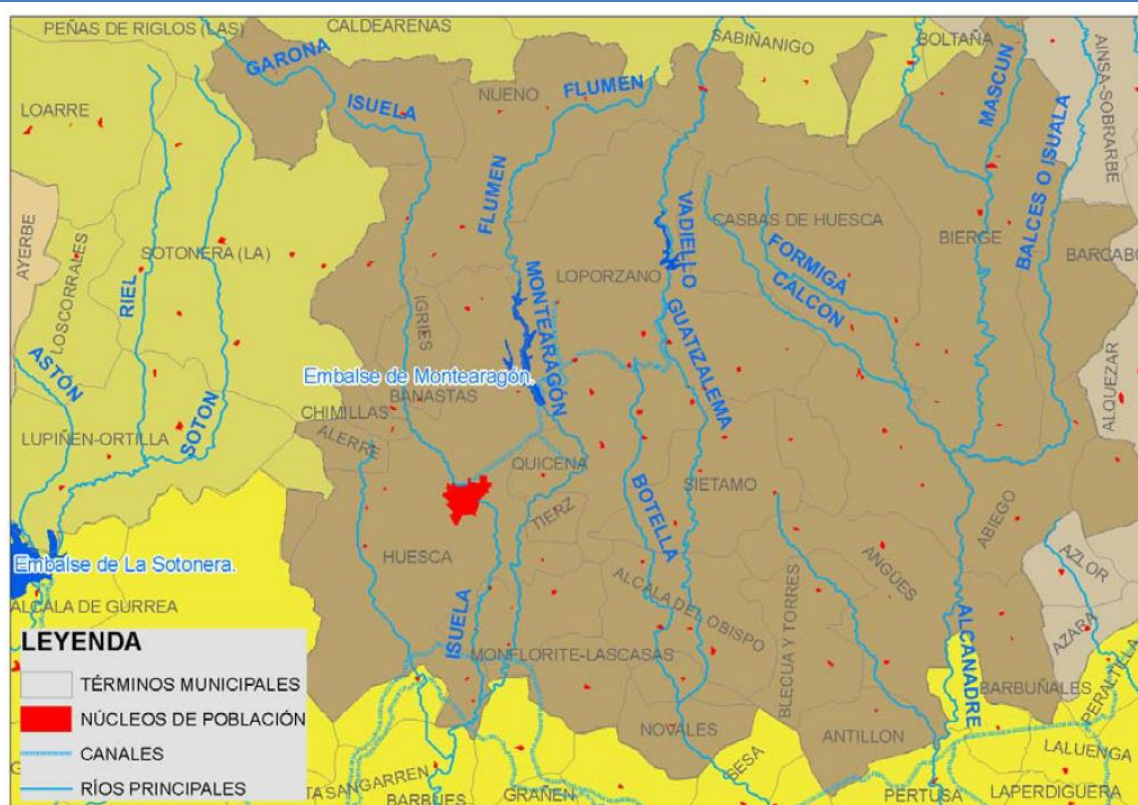 PEÑAS DE RIGLOS (LAS)
CALDEARENAS
SABIÑANIGO
BOLTAÑA
AINSA-SOBRARBE
GARONA
ISUELA
NUENO
FLUMEN
MASCUN
LOARRE
BALCES O ISUALA
AYERBE
LOSCORRALES
SOTONERA (LA)
RIEL
FLUMEN
VADIELLO
CASBAS DE HUESCA
BIERGE
BARCABO
FORMIGA
CALCON
LOPORZANO
MONTEARAGÓN
GUATIZALEMA
IGRIES
ASTÓN
Embalse de Montearagón.
BANASTAS
CHIMILLAS
ALERRE
ALQUEZAR
LUPIÑEN-ORTILLA
SOTON
QUICENA
SIETAMO
BOTELLA
TIERZ
ABIEGO
HUESCA
ANGÜES
AZLOR
Embalse de La Sotonera.
ALCALA DE GURREA
ISUELA
ALCALA DEL OBISPO
BLECUA Y TORRES
ALCANADRE
AZARA
PERALTILLA
MONFLORITE-LASCASAS
BARBUÑALES
NOVALES
ANTILLON
SESA
LALUENGA
SANGARREN
BARBUES
GRAÑEN
PERTUSA
LAPERDIGUERA
LEYENDA
TÉRMINOS MUNICIPALES
NÚCLEOS DE POBLACIÓN
CANALES
RÍOS PRINCIPALES